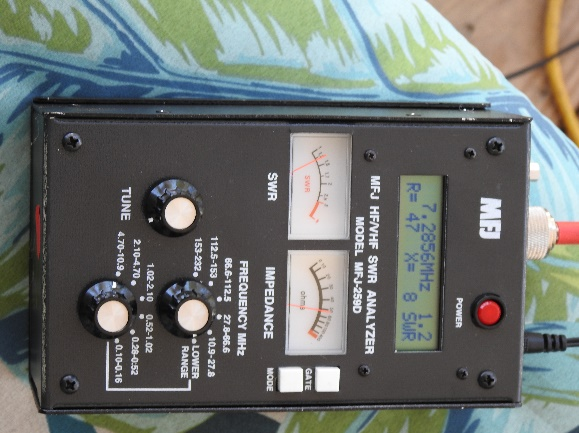 MFJ
POWER
7.2856MHz 1.2
R= 47 X= 8 SWR
MFJ HF/VHF SWR ANALYZER
MODEL MFJ-259D
SWR
SWR
IMPEDANCE
ohms
GATE
MODE
TUNE
FREQUENCY MHz
112.5-153
66.6-112.5
27.8-66.6
153-232
10.9-27.8
LOWER
RANGE
1.02-2.10
0.52-1.02
2.10-4.70
0.28-0.52
4.70-10.9
0.10-0.16